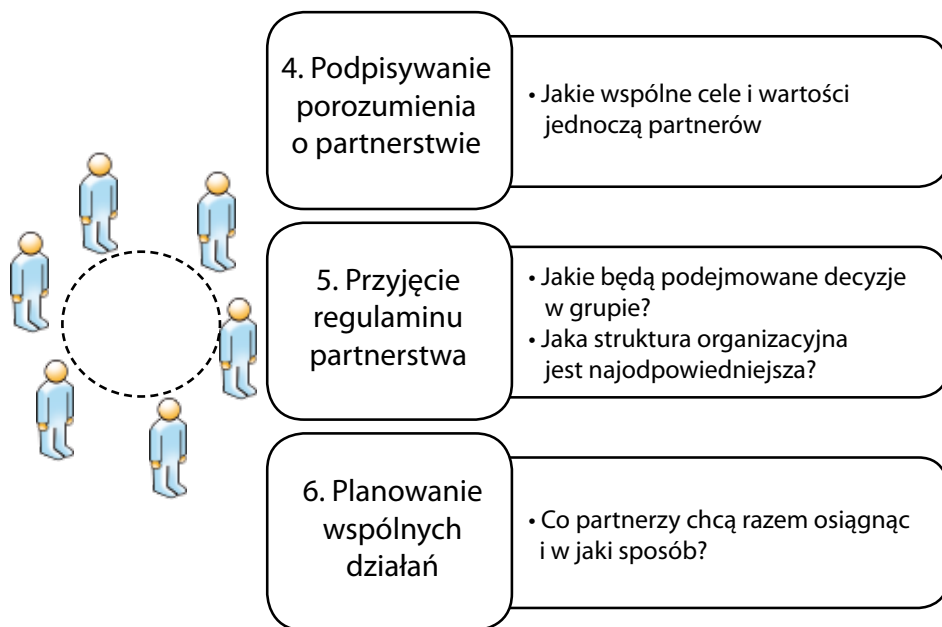 4. Podpisywanie
porozumienia
o partnerstwie
• Jakie wspólne cele i wartości
jednoczą partnerów
5. Przyjęcie
regulaminu
partnerstwa
• Jakie będą podejmowane decyzje
w grupie?
• Jaka struktura organizacyjna
jest najodpowiedniejsza?
6. Planowanie
wspólnych
działań
• Co partnerzy chcą razem osiągnąć
i w jaki sposób?